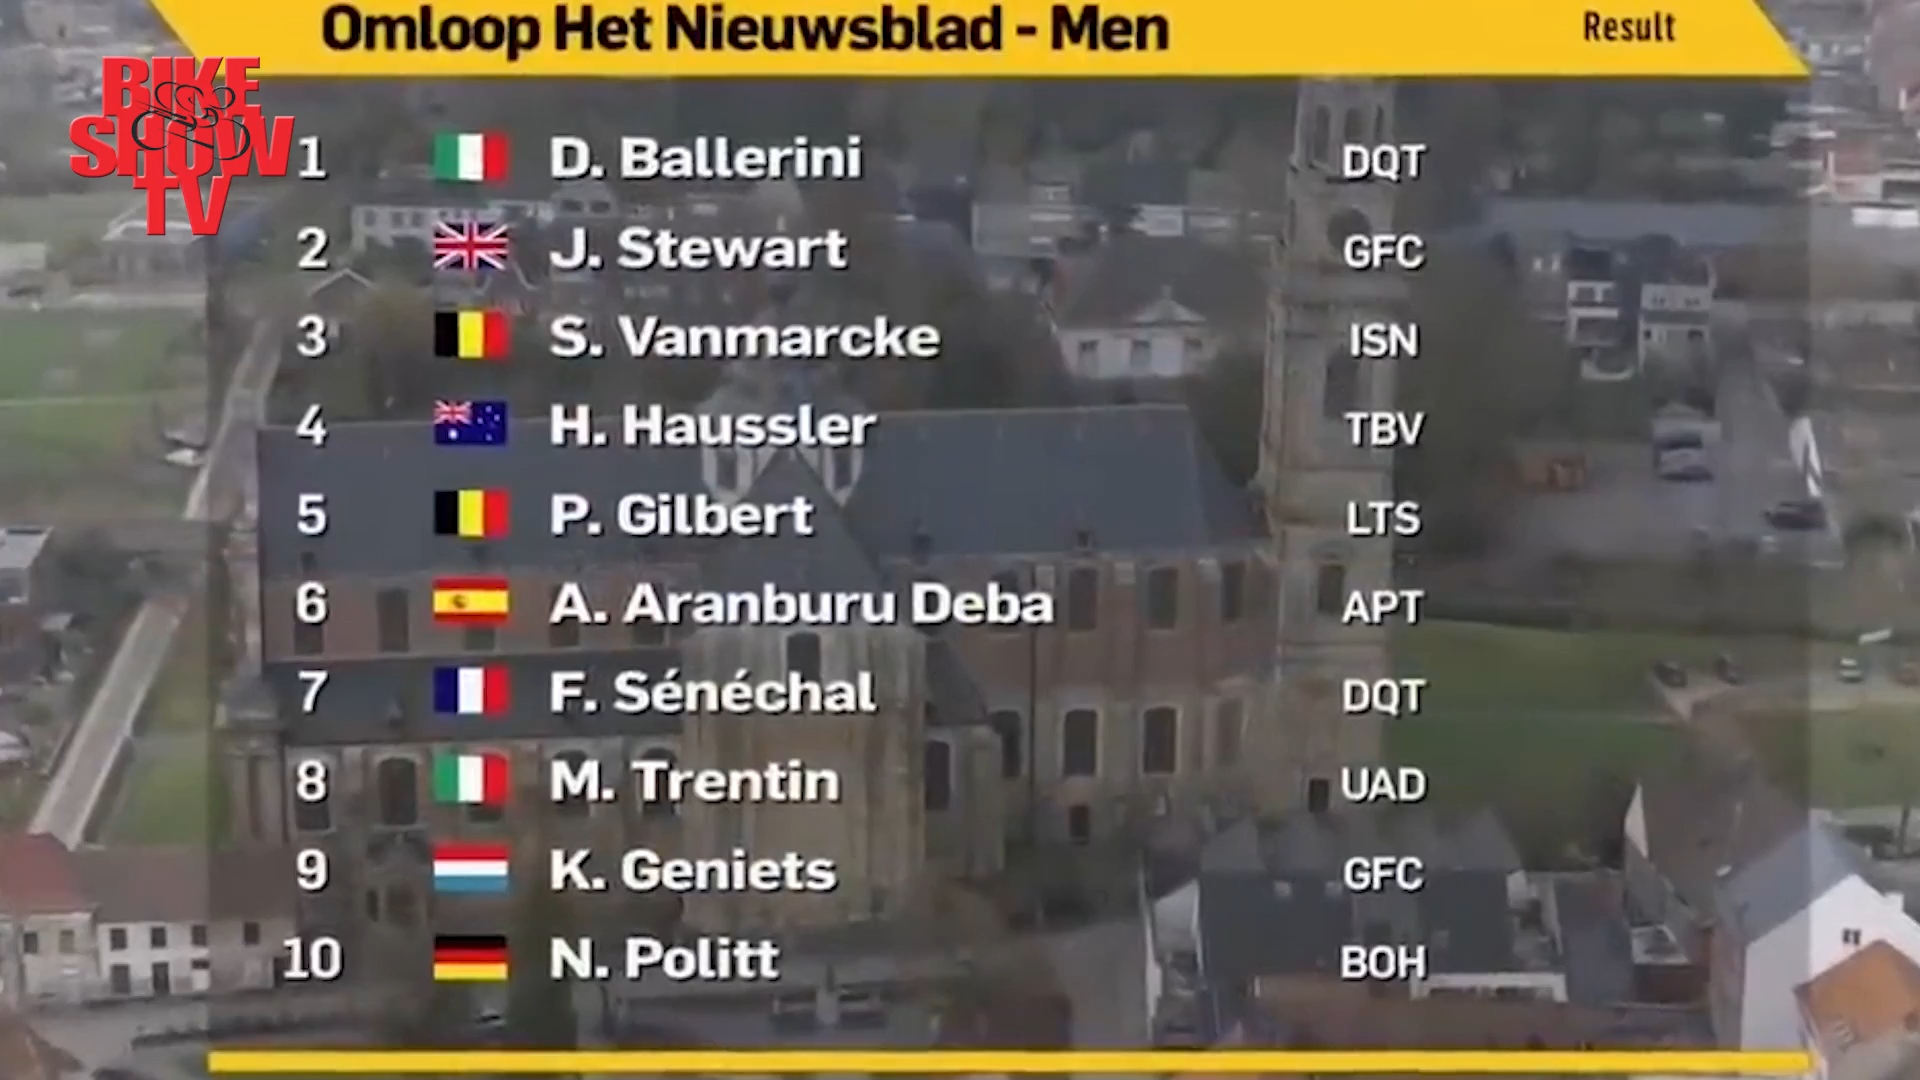 Omloop Het Nieuwsblad - Men Result
BIKE
SHOW
TV
1 D. Ballerini DQT
2 J. Stewart GFC
3 S. Vanmarcke ISN
4 H. Haussler TBV
5 P. Gilbert LTS
6 A. Aranburu Deba APT
7 F. Sénéchal DQT
8 M. Trentin UAD
9 K. Geniets GFC
10 N. Politt BOH